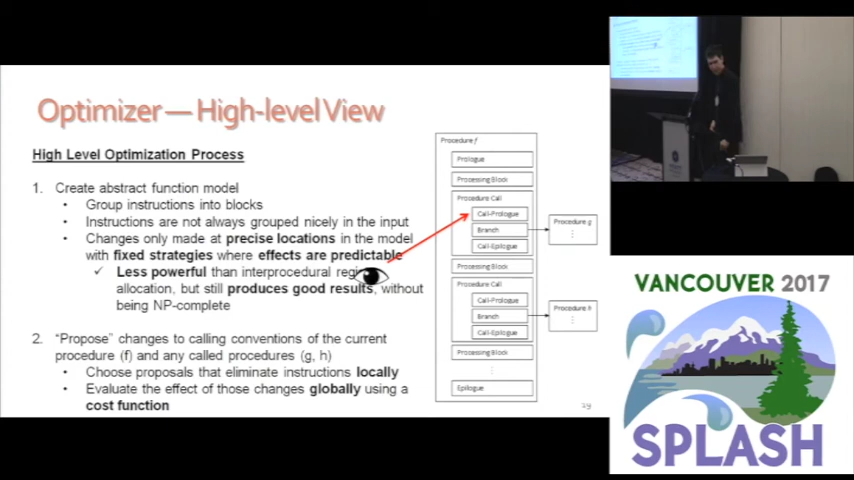 Optimizer — High-level View
High Level Optimization Process
1. Create abstract function model
• Group instructions into blocks
• Instructions are not always grouped nicely in the input
• Changes only made at precise locations in the model
with fixed strategies where effects are predictable
✓ Less powerful than interprocedural
allocation, but still produces good results, without
being NP-complete
2. “Propose” changes to calling conventions of the current
procedure (f) and any called procedures (g, h)
• Choose proposals that eliminate instructions locally
• Evaluate the effect of those changes globally using a
cost function
Procedure f
Prologue
Processing Block
Procedure Call
Call-Prologue
Branch
Call-Epilogue
Procedure g
⋮
Processing Block
Procedure Call
Call-Prologue
Branch
Call-Epilogue
Procedure h
⋮
Processing Block
⋮
Epilogue
19
VANCOUVER 2017
SPLASH